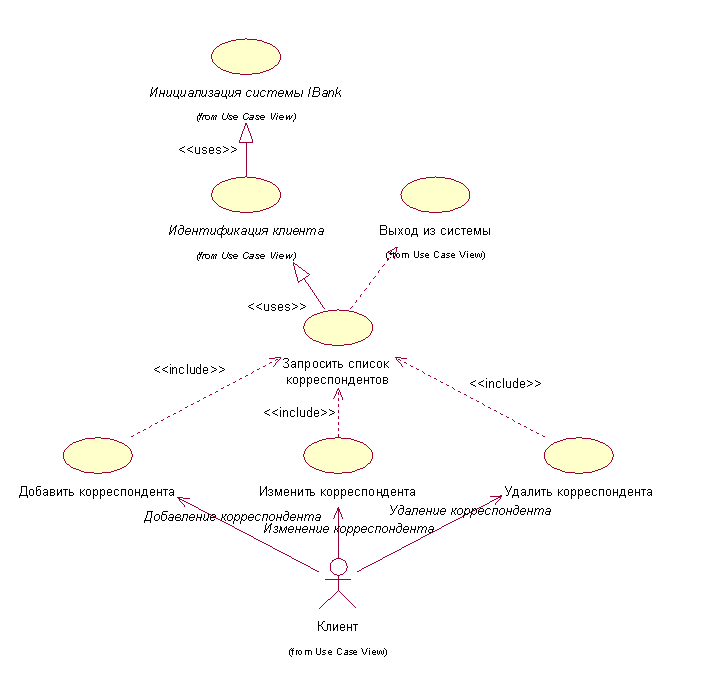 Инициализация системы IBank
(from Use Case View)
<<uses>>
Идентификация клиента
(from Use Case View)
Выход из системы
(from Use Case View)
<<uses>>
Запросить список
корреспондентов
<<include>>
<<include>>
<<include>>
Добавить корреспондента
Изменить корреспондента
Удалить корреспондента
Добавление корреспондента
Изменение корреспондента
Удаление корреспондента
Клиент
(from Use Case View)